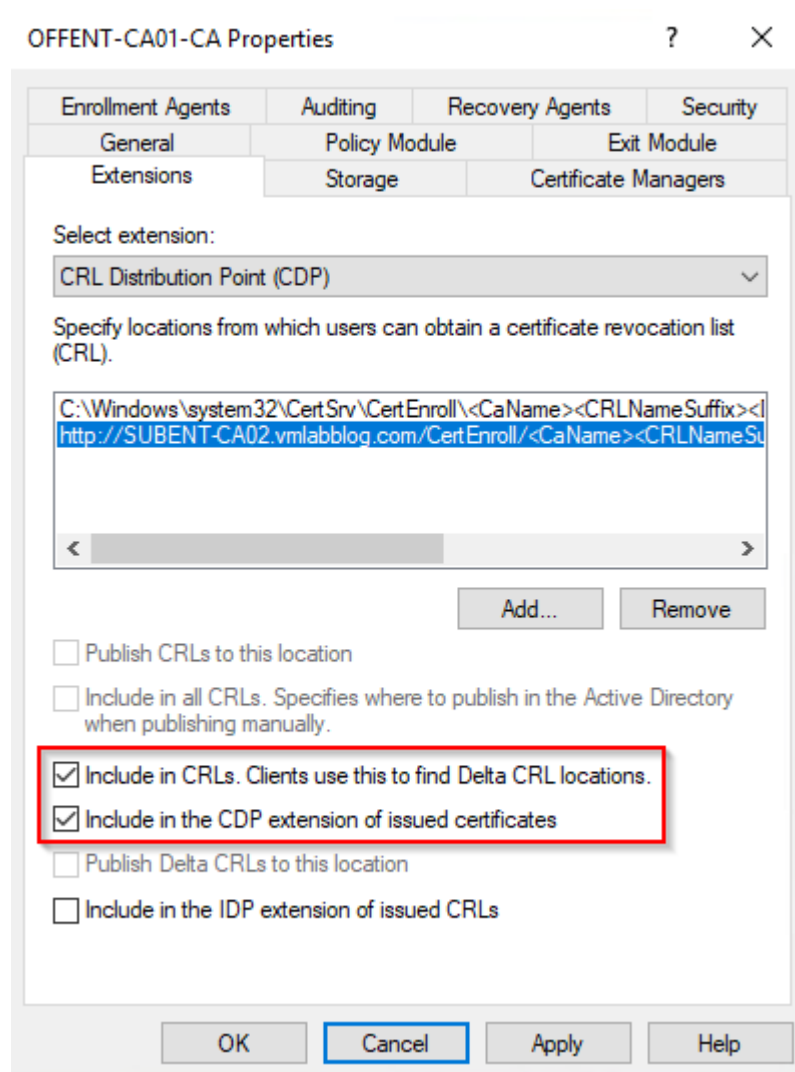 OFFENT-CA01-CA Properties ? ×
Enrollment Agents Auditing Recovery Agents Security
General Policy Module Exit Module
Extensions Storage Certificate Managers
Select extension:
CRL Distribution Point (CDP)
Specify locations from which users can obtain a certificate revocation list
(CRL).
C:\Windows\system32\CertSrv\CertEnroll\<CaName><CRLNameSuffix><
http://SUBENT-CA02.vmlabblog.com/CertEnroll/<CaName><CRLNameSu
Add... Remove
Publish CRLs to this location
Include in all CRLs. Specifies where to publish in the Active Directory
when publishing manually.
Include in CRLs. Clients use this to find Delta CRL locations.
Include in the CDP extension of issued certificates
Publish Delta CRLs to this location
Include in the IDP extension of issued CRLs
OK Cancel Apply Help